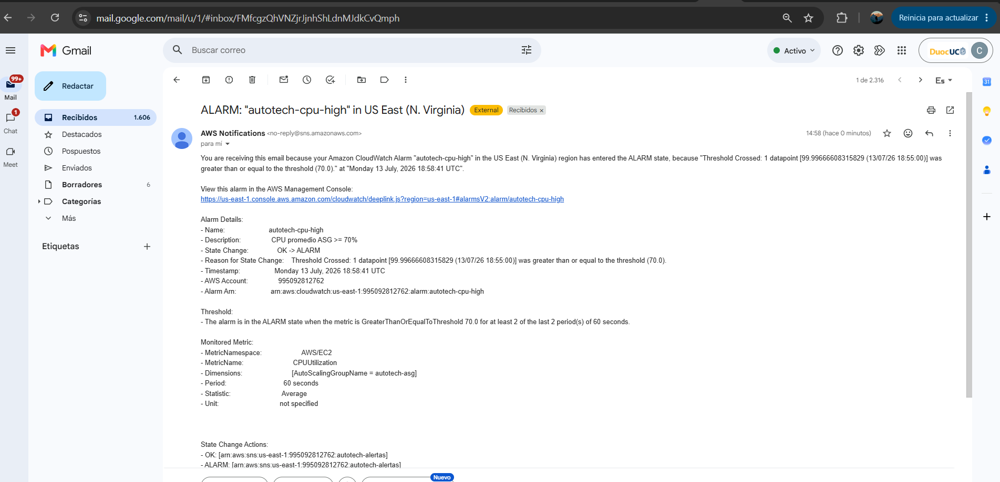 mail.google.com/mail/u/1/#inbox/FMfcgzQhVNZjrJjnhShLdnMJdkCvQmph
Reinicia para actualizar
Gmail
Buscar correo
Activo
DuocUC
C
99+
Mail
1
Chat
Meet
Redactar
Recibidos 1.606
Destacados
Pospuestos
Enviados
Borradores 6
Categorías
Más
Etiquetas
1 de 2.316
Es
ALARM: "autotech-cpu-high" in US East (N. Virginia) External Recibidos x
AWS Notifications <no-reply@sns.amazonaws.com>
14:58 (hace 0 minutos)
para mí
You are receiving this email because your Amazon CloudWatch Alarm "autotech-cpu-high" in the US East (N. Virginia) region has entered the ALARM state, because "Threshold Crossed: 1 datapoint [99.99666608315829 (13/07/26 18:55:00)] was
greater than or equal to the threshold (70.0)." at "Monday 13 July, 2026 18:58:41 UTC".
View this alarm in the AWS Management Console:
https://us-east-1.console.aws.amazon.com/cloudwatch/deeplink.js?region=us-east-1#alarmsV2:alarm/autotech-cpu-high
Alarm Details:
- Name: autotech-cpu-high
- Description: CPU promedio ASG >= 70%
- State Change: OK -> ALARM
- Reason for State Change: Threshold Crossed: 1 datapoint [99.99666608315829 (13/07/26 18:55:00)] was greater than or equal to the threshold (70.0).
- Timestamp: Monday 13 July, 2026 18:58:41 UTC
- AWS Account: 995092812762
- Alarm Arn: arn:aws:cloudwatch:us-east-1:995092812762:alarm:autotech-cpu-high
Threshold:
- The alarm is in the ALARM state when the metric is GreaterThanOrEqualToThreshold 70.0 for at least 2 of the last 2 period(s) of 60 seconds.
Monitored Metric:
- MetricNamespace: AWS/EC2
- MetricName: CPUUtilization
- Dimensions: [AutoScalingGroupName = autotech-asg]
- Period: 60 seconds
- Statistic: Average
- Unit: not specified
State Change Actions:
- OK: [arn:aws:sns:us-east-1:995092812762:autotech-alertas]
- ALARM: [arn:aws:sns:us-east-1:995092812762:autotech-alertas]
Nuevo
31